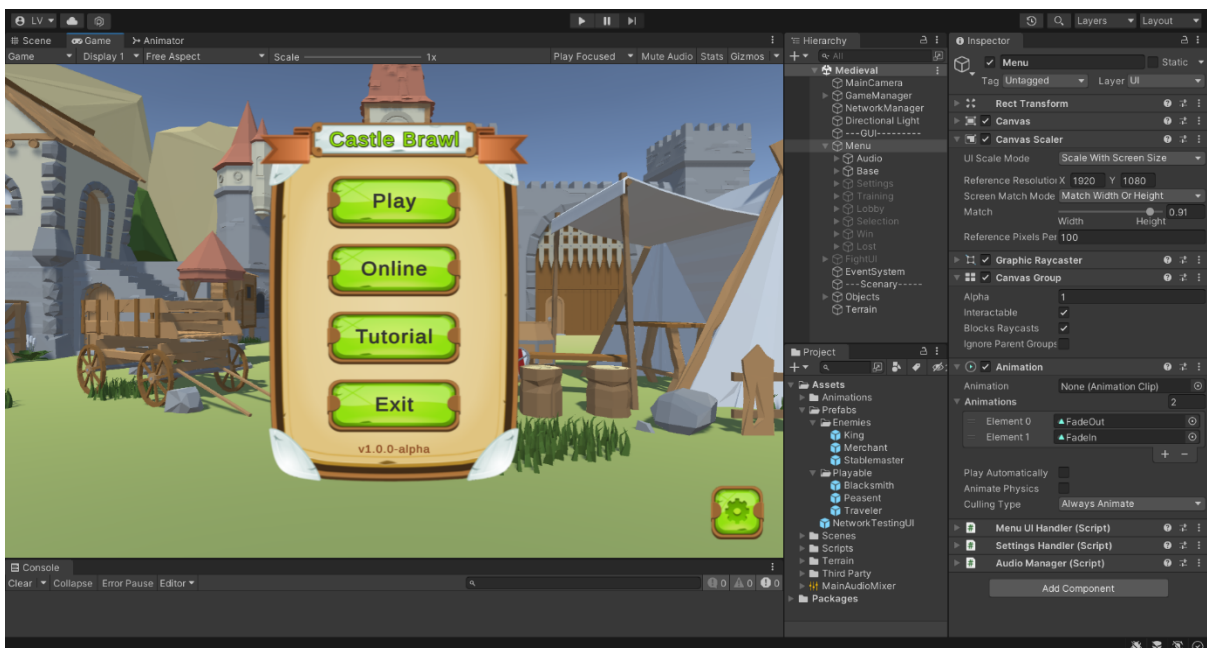 LV
Layers
Layout
Scene
Game
Animator
Game
Display 1
Free Aspect
Scale
1x
Play Focused
Mute Audio
Stats
Gizmos
Castle Brawl
Play
Online
Tutorial
Exit
v1.0.0-alpha
Console
Clear
Collapse
Error Pause
Editor
0
0
0
Hierarchy
All
Medieval
MainCamera
GameManager
NetworkManager
Directional Light
---GUI---------
Menu
Audio
Base
Settings
Training
Lobby
Selection
Win
Lost
FightUI
EventSystem
---Scenary-----
Objects
Terrain
Project
Assets
Animations
Prefabs
Enemies
King
Merchant
Stablemaster
Playable
Blacksmith
Peasent
Traveler
NetworkTestingUI
Scenes
Scripts
Terrain
Third Party
MainAudioMixer
Packages
Inspector
Menu
Static
Tag Untagged
Layer UI
Rect Transform
Canvas
Canvas Scaler
UI Scale Mode Scale With Screen Size
Reference Resolution X 1920 Y 1080
Screen Match Mode Match Width Or Height
Match 0.91
Width Height
Reference Pixels Per 100
Graphic Raycaster
Canvas Group
Alpha 1
Interactable
Blocks Raycasts
Ignore Parent Groups
Animation
Animation None (Animation Clip)
Animations 2
Element 0 FadeOut
Element 1 FadeIn
Play Automatically
Animate Physics
Culling Type Always Animate
Menu UI Handler (Script)
Settings Handler (Script)
Audio Manager (Script)
Add Component